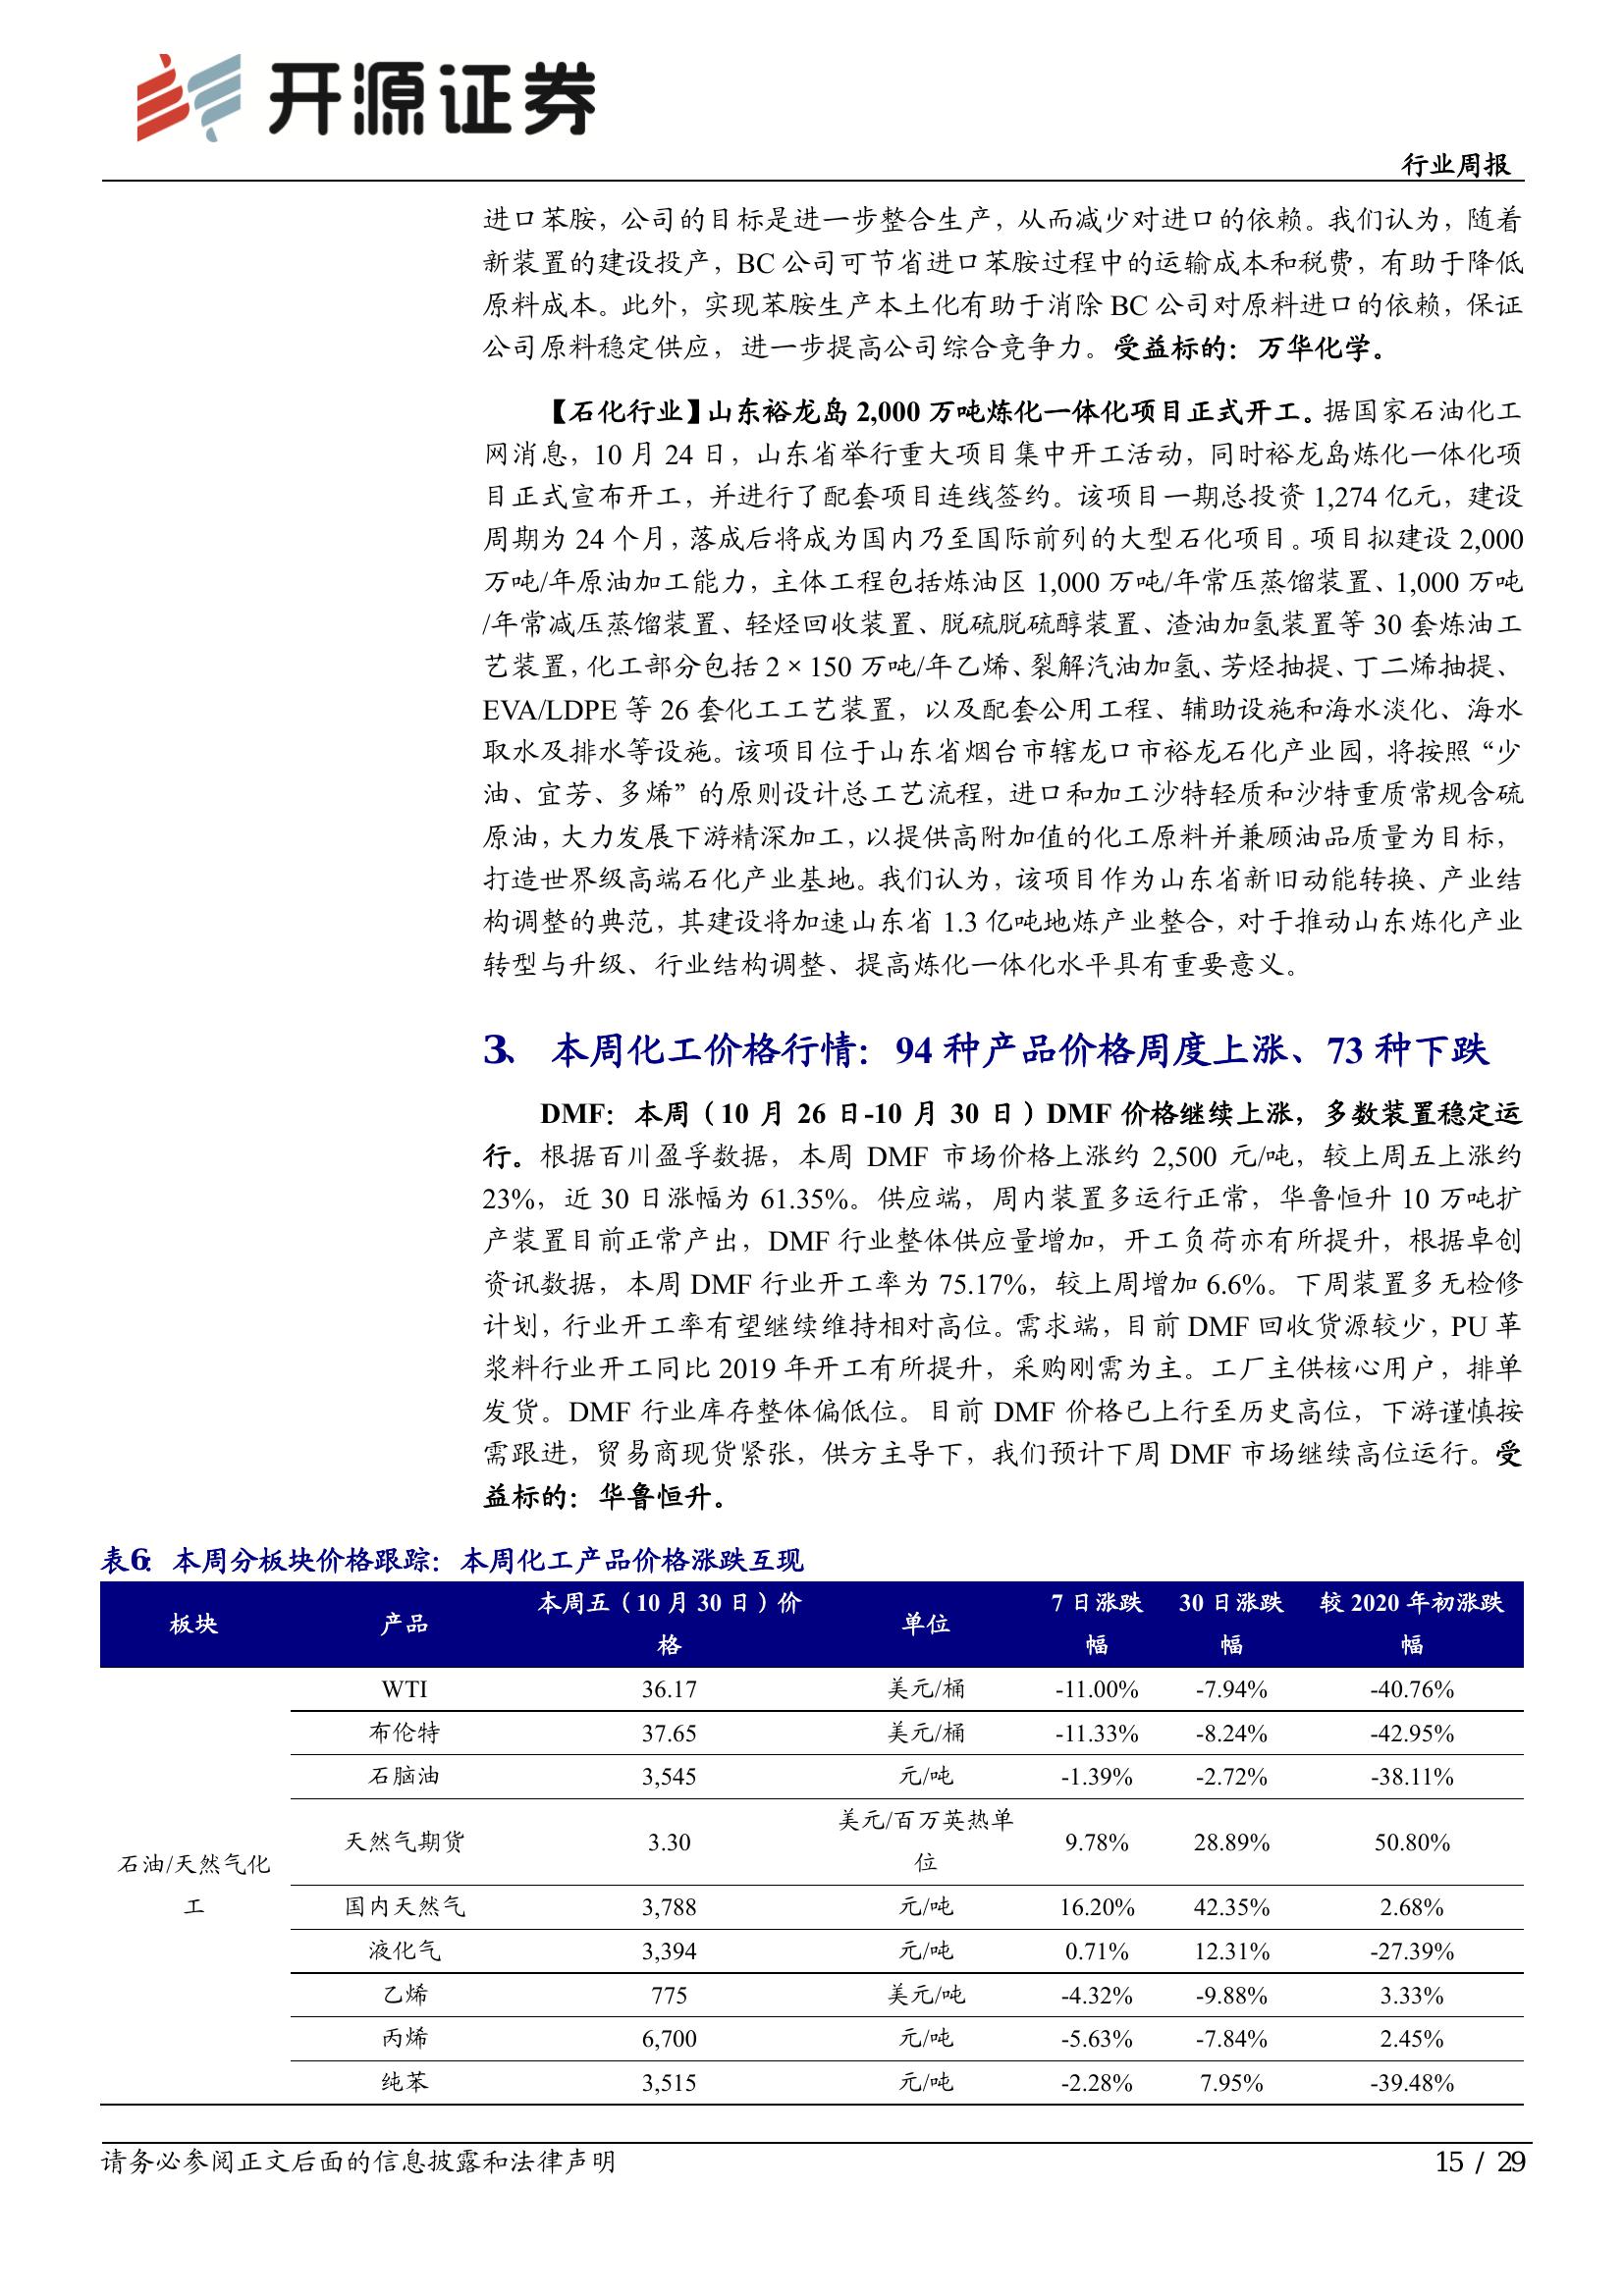 开源证券
行业周报
进口苯胺，公司的目标是进一步整合生产，从而减少对进口的依赖。我们认为，随着
新装置的建设投产，BC 公司可节省进口苯胺过程中的运输成本和税费，有助于降低
原料成本。此外，实现苯胺生产本土化有助于消除 BC 公司对原料进口的依赖，保证
公司原料稳定供应，进一步提高公司综合竞争力。受益标的：万华化学。
【石化行业】山东裕龙岛 2,000 万吨炼化一体化项目正式开工。据国家石油化工
网消息，10 月 24 日，山东省举行重大项目集中开工活动，同时裕龙岛炼化一体化项
目正式宣布开工，并进行了配套项目连线签约。该项目一期总投资 1,274 亿元，建设
周期为 24 个月，落成后将成为国内乃至国际前列的大型石化项目。项目拟建设 2,000
万吨/年原油加工能力，主体工程包括炼油区 1,000 万吨/年常压蒸馏装置、1,000 万吨
/年常减压蒸馏装置、轻烃回收装置、脱硫脱硫醇装置、渣油加氢装置等 30 套炼油工
艺装置，化工部分包括 2 × 150 万吨/年乙烯、裂解汽油加氢、芳烃抽提、丁二烯抽提、
EVA/LDPE 等 26 套化工工艺装置，以及配套公用工程、辅助设施和海水淡化、海水
取水及排水等设施。该项目位于山东省烟台市辖龙口市裕龙石化产业园，将按照“少
油、宜芳、多烯”的原则设计总工艺流程，进口和加工沙特轻质和沙特重质常规含硫
原油，大力发展下游精深加工，以提供高附加值的化工原料并兼顾油品质量为目标，
打造世界级高端石化产业基地。我们认为，该项目作为山东省新旧动能转换、产业结
构调整的典范，其建设将加速山东省 1.3 亿吨地炼产业整合，对于推动山东炼化产业
转型与升级、行业结构调整、提高炼化一体化水平具有重要意义。
3、 本周化工价格行情：94 种产品价格周度上涨、73 种下跌
DMF：本周（10 月 26 日-10 月 30 日）DMF 价格继续上涨，多数装置稳定运
行。根据百川盈孚数据，本周 DMF 市场价格上涨约 2,500 元/吨，较上周五上涨约
23%，近 30 日涨幅为 61.35%。供应端，周内装置多运行正常，华鲁恒升 10 万吨扩
产装置目前正常产出，DMF 行业整体供应量增加，开工负荷亦有所提升，根据卓创
资讯数据，本周 DMF 行业开工率为 75.17%，较上周增加 6.6%。下周装置多无检修
计划，行业开工率有望继续维持相对高位。需求端，目前 DMF 回收货源较少，PU 革
浆料行业开工同比 2019 年开工有所提升，采购刚需为主。工厂主供核心用户，排单
发货。DMF 行业库存整体偏低位。目前 DMF 价格已上行至历史高位，下游谨慎按
需跟进，贸易商现货紧张，供方主导下，我们预计下周 DMF 市场继续高位运行。受
益标的：华鲁恒升。
表6： 本周分板块价格跟踪：本周化工产品价格涨跌互现
板块 产品 本周五（10 月 30 日）价格 单位 7 日涨跌幅 30 日涨跌幅 较 2020 年初涨跌幅
石油/天然气化工
WTI 36.17 美元/桶 -11.00% -7.94% -40.76%
布伦特 37.65 美元/桶 -11.33% -8.24% -42.95%
石脑油 3,545 元/吨 -1.39% -2.72% -38.11%
天然气期货 3.30 美元/百万英热单位 9.78% 28.89% 50.80%
国内天然气 3,788 元/吨 16.20% 42.35% 2.68%
液化气 3,394 元/吨 0.71% 12.31% -27.39%
乙烯 775 美元/吨 -4.32% -9.88% 3.33%
丙烯 6,700 元/吨 -5.63% -7.84% 2.45%
纯苯 3,515 元/吨 -2.28% 7.95% -39.48%
请务必参阅正文后面的信息披露和法律声明
15 / 29